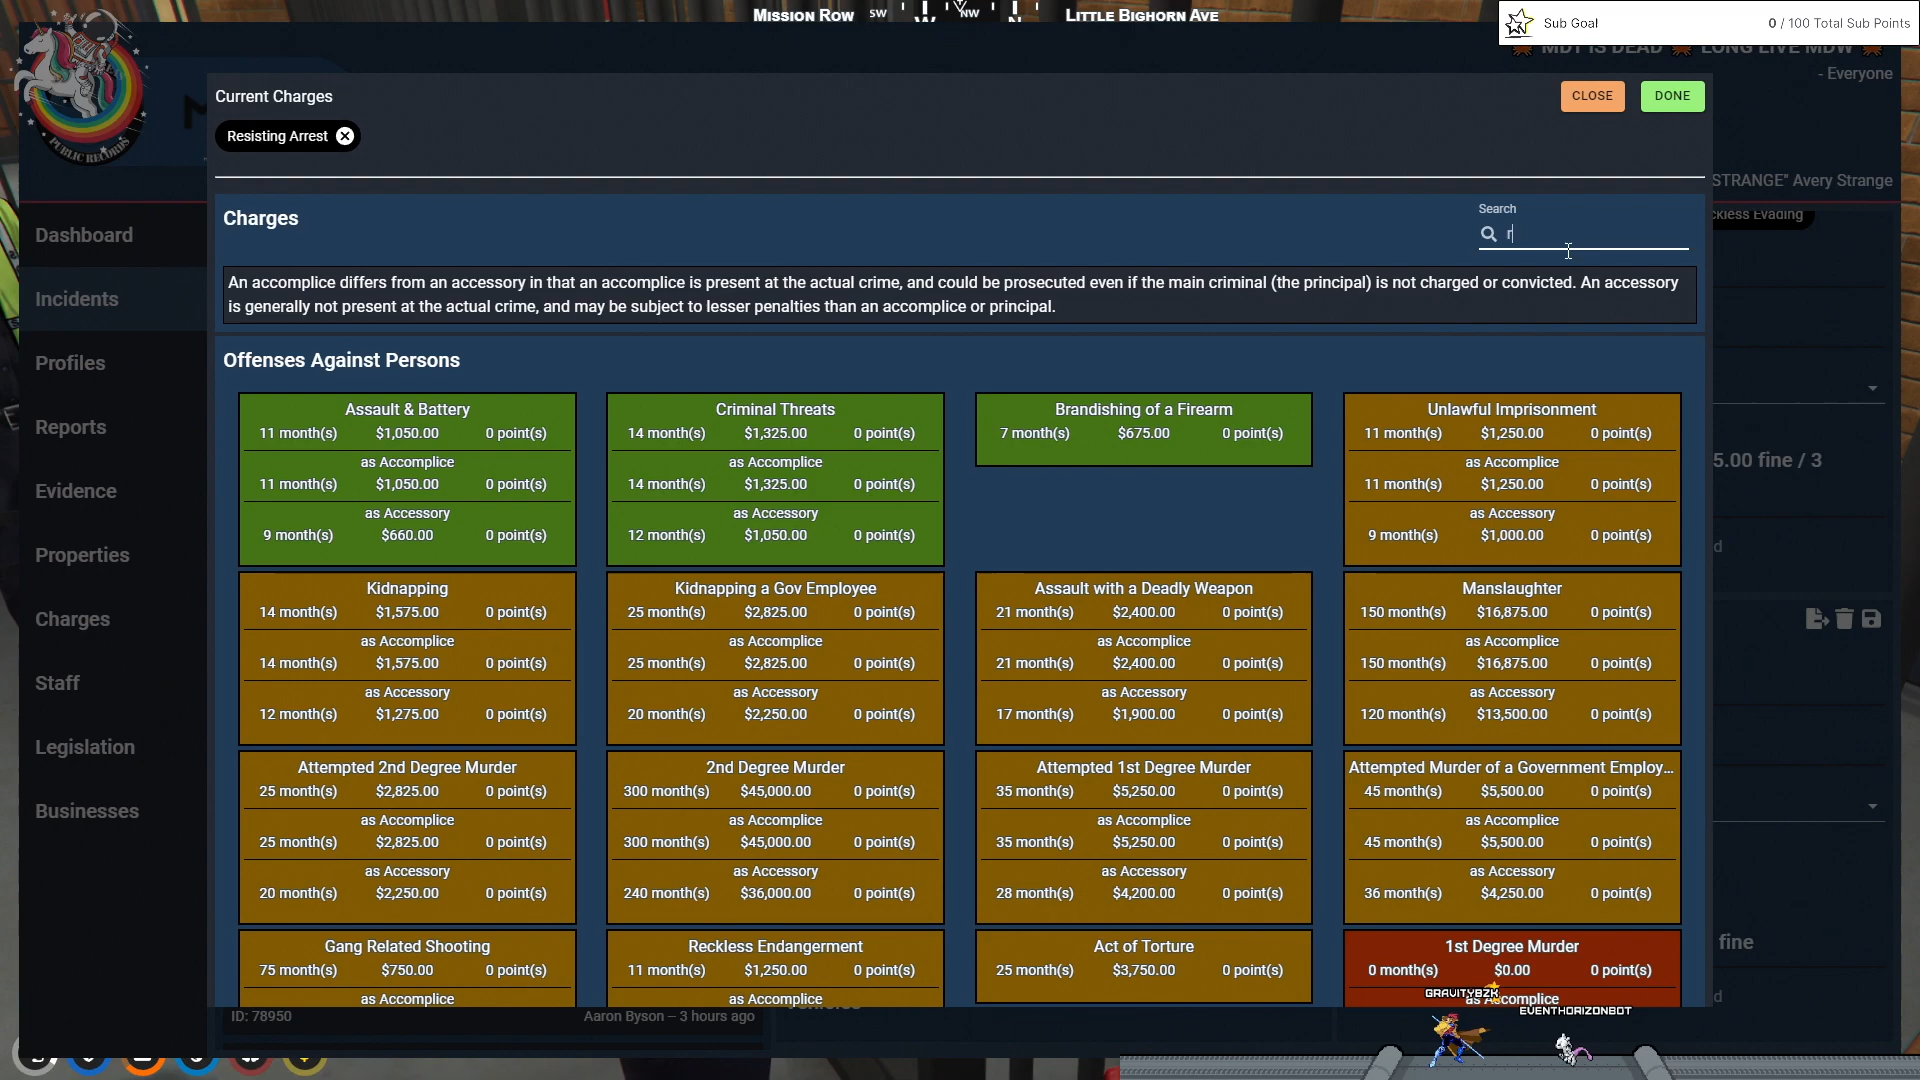 Mission Row SW W NW N Little Bighorn Ave
Sub Goal 0 / 100 Total Sub Points
MDT IS DEAD LONG LIVE MDW
- Everyone
PUBLIC RECORDS
Current Charges
CLOSE
DONE
Resisting Arrest
STRANGE" Avery Strange
Dashboard
Incidents
Profiles
Reports
Evidence
Properties
Charges
Staff
Legislation
Businesses
Charges
Search
r
ckless Evading
An accomplice differs from an accessory in that an accomplice is present at the actual crime, and could be prosecuted even if the main criminal (the principal) is not charged or convicted. An accessory
is generally not present at the actual crime, and may be subject to lesser penalties than an accomplice or principal.
Offenses Against Persons
Assault & Battery
11 month(s) $1,050.00 0 point(s)
as Accomplice
11 month(s) $1,050.00 0 point(s)
as Accessory
9 month(s) $660.00 0 point(s)
Criminal Threats
14 month(s) $1,325.00 0 point(s)
as Accomplice
14 month(s) $1,325.00 0 point(s)
as Accessory
12 month(s) $1,050.00 0 point(s)
Brandishing of a Firearm
7 month(s) $675.00 0 point(s)
Unlawful Imprisonment
11 month(s) $1,250.00 0 point(s)
as Accomplice
11 month(s) $1,250.00 0 point(s)
as Accessory
9 month(s) $1,000.00 0 point(s)
Kidnapping
14 month(s) $1,575.00 0 point(s)
as Accomplice
14 month(s) $1,575.00 0 point(s)
as Accessory
12 month(s) $1,275.00 0 point(s)
Kidnapping a Gov Employee
25 month(s) $2,825.00 0 point(s)
as Accomplice
25 month(s) $2,825.00 0 point(s)
as Accessory
20 month(s) $2,250.00 0 point(s)
Assault with a Deadly Weapon
21 month(s) $2,400.00 0 point(s)
as Accomplice
21 month(s) $2,400.00 0 point(s)
as Accessory
17 month(s) $1,900.00 0 point(s)
Manslaughter
150 month(s) $16,875.00 0 point(s)
as Accomplice
150 month(s) $16,875.00 0 point(s)
as Accessory
120 month(s) $13,500.00 0 point(s)
Attempted 2nd Degree Murder
25 month(s) $2,825.00 0 point(s)
as Accomplice
25 month(s) $2,825.00 0 point(s)
as Accessory
20 month(s) $2,250.00 0 point(s)
2nd Degree Murder
300 month(s) $45,000.00 0 point(s)
as Accomplice
300 month(s) $45,000.00 0 point(s)
as Accessory
240 month(s) $36,000.00 0 point(s)
Attempted 1st Degree Murder
35 month(s) $5,250.00 0 point(s)
as Accomplice
35 month(s) $5,250.00 0 point(s)
as Accessory
28 month(s) $4,200.00 0 point(s)
Attempted Murder of a Government Employ...
45 month(s) $5,500.00 0 point(s)
as Accomplice
45 month(s) $5,500.00 0 point(s)
as Accessory
36 month(s) $4,250.00 0 point(s)
Gang Related Shooting
75 month(s) $750.00 0 point(s)
as Accomplice
Reckless Endangerment
11 month(s) $1,250.00 0 point(s)
as Accomplice
Act of Torture
25 month(s) $3,750.00 0 point(s)
1st Degree Murder
0 month(s) $0.00 0 point(s)
as Accomplice
5.00 fine / 3
d
fine
d
GRAVITYBZK
EVENTHORIZONBOT
ID: 78950
Aaron Byson – 3 hours ago